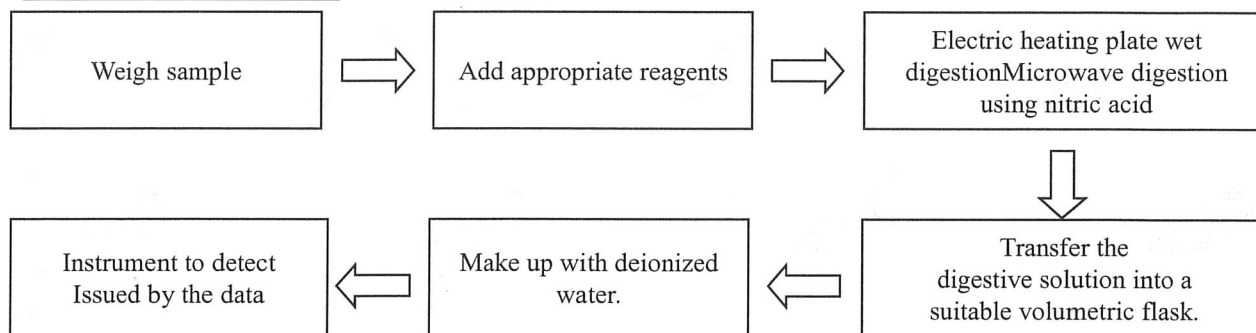 Weigh sample
Add appropriate reagents
Electric heating plate wet
digestionMicrowave digestion
using nitric acid
Transfer the
digestive solution into a
suitable volumetric flask.
Make up with deionized
water.
Instrument to detect
Issued by the data